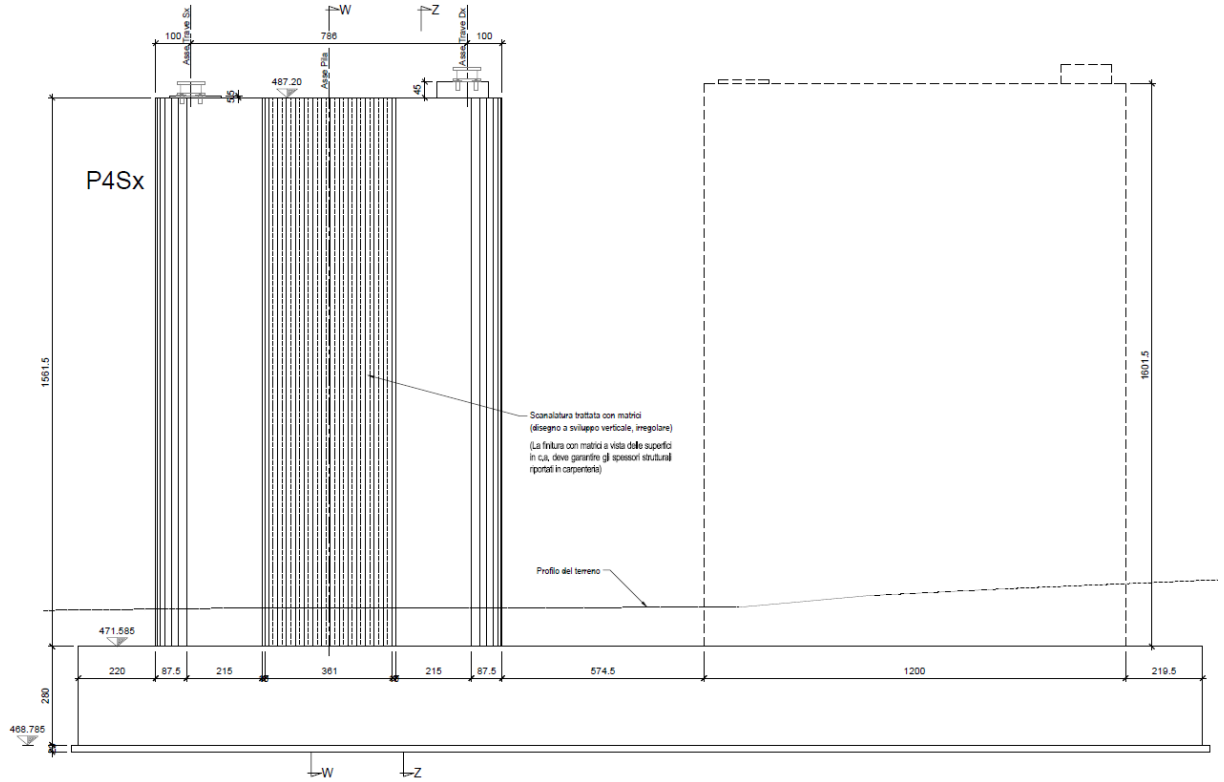 W
Z
100
Asse Trave Sx
786
Asse Trave Dx
100
Asse Pila
487.20
45
5.5
P4Sx
1561.5
1601.5
Scanalatura trattata con matrici
(disegno a sviluppo verticale, irregolare)
(La finitura con matrici a vista delle superfici
in c.a. deve garantire gli spessori strutturali
riportati in carpenteria)
Profilo del terreno
471.585
220
87.5
215
361
215
87.5
574.5
1200
219.5
280
468.785
W
Z